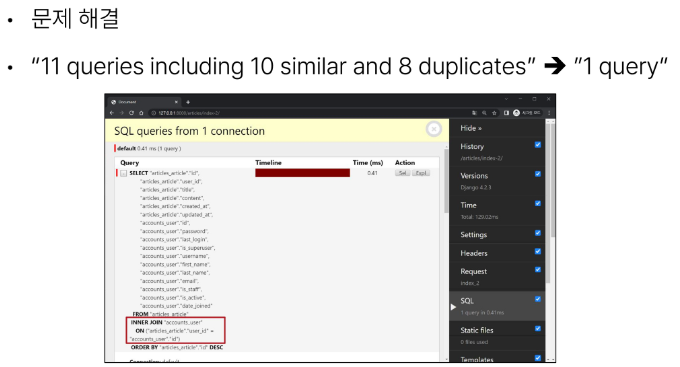 • 문제 해결
• "11 queries including 10 similar and 8 duplicates" ➔ "1 query"
Document
127.0.0.1:8000/articles/index-2/
SQL queries from 1 connection
default 0.41 ms (1 query )
Query Timeline Time (ms) Action
SELECT "articles_article"."id", 0.41 Sel Expl
"articles_article"."user_id",
"articles_article"."title",
"articles_article"."content",
"articles_article"."created_at",
"articles_article"."updated_at",
"accounts_user"."id",
"accounts_user"."password",
"accounts_user"."last_login",
"accounts_user"."is_superuser",
"accounts_user"."username",
"accounts_user"."first_name",
"accounts_user"."last_name",
"accounts_user"."email",
"accounts_user"."is_staff",
"accounts_user"."is_active",
"accounts_user"."date_joined"
FROM "articles_article"
INNER JOIN "accounts_user"
ON ("articles_article"."user_id" =
"accounts_user"."id")
ORDER BY "articles_article"."id" DESC
Connection: default
Hide »
History
/articles/index-2/
Versions
Django 4.2.1
Time
Total: 129.02ms
Settings
Headers
Request
index_2
SQL
1 query in 0.41ms
Static files
0 files used
Templates